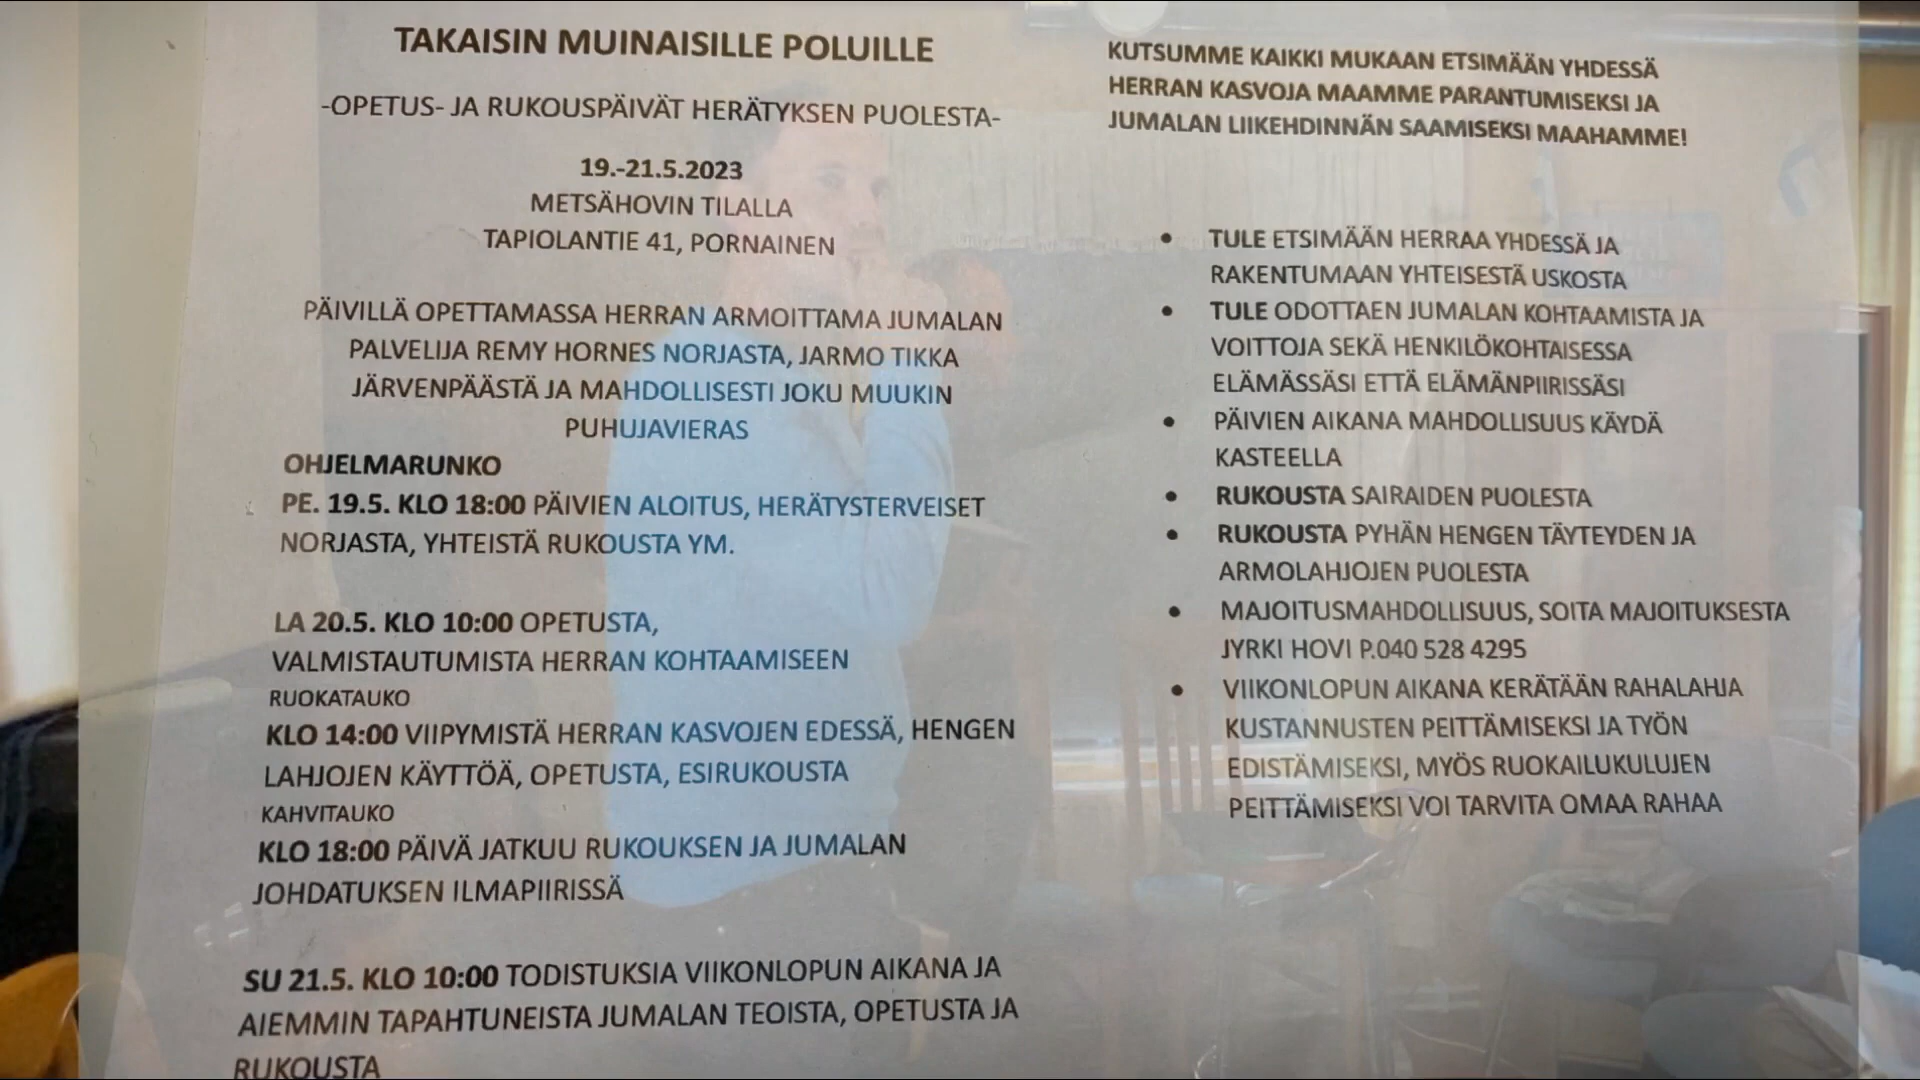 TAKAISIN MUINAISILLE POLUILLE
-OPETUS- JA RUKOUSPÄIVÄT HERÄTYKSEN PUOLESTA-
19.-21.5.2023
METSÄHOVIN TILALLA
TAPIOLANTIE 41, PORNAINEN
PÄIVILLÄ OPETTAMASSA HERRAN ARMOITTAMA JUMALAN
PALVELIJA REMY HORNES NORJASTA, JARMO TIKKA
JÄRVENPÄÄSTÄ JA MAHDOLLISESTI JOKU MUUKIN
PUHUJAVIERAS
OHJELMARUNKO
PE. 19.5. KLO 18:00 PÄIVIEN ALOITUS, HERÄTYSTERVEISET
NORJASTA, YHTEISTÄ RUKOUSTA YM.
LA 20.5. KLO 10:00 OPETUSTA,
VALMISTAUTUMISTA HERRAN KOHTAAMISEEN
RUOKATAUKO
KLO 14:00 VIIPYMISTÄ HERRAN KASVOJEN EDESSÄ, HENGEN
LAHJOJEN KÄYTTÖÄ, OPETUSTA, ESIRUKOUSTA
KAHVITAUKO
KLO 18:00 PÄIVÄ JATKUU RUKOUKSEN JA JUMALAN
JOHDATUKSEN ILMAPIIRISSÄ
SU 21.5. KLO 10:00 TODISTUKSIA VIIKONLOPUN AIKANA JA
AIEMMIN TAPAHTUNEISTA JUMALAN TEOISTA, OPETUSTA JA
RUKOUSTA
KUTSUMME KAIKKI MUKAAN ETSIMÄÄN YHDESSÄ
HERRAN KASVOJA MAAMME PARANTUMISEKSI JA
JUMALAN LIIKEHDINNÄN SAAMISEKSI MAAHAMME!
• TULE ETSIMÄÄN HERRAA YHDESSÄ JA
RAKENTUMAAN YHTEISESTÄ USKOSTA
• TULE ODOTTAEN JUMALAN KOHTAAMISTA JA
VOITTOJA SEKÄ HENKILÖKOHTAISESSA
ELÄMÄSSÄSI ETTÄ ELÄMÄNPIIRISSÄSI
• PÄIVIEN AIKANA MAHDOLLISUUS KÄYDÄ
KASTEELLA
• RUKOUSTA SAIRAIDEN PUOLESTA
• RUKOUSTA PYHÄN HENGEN TÄYTEYDEN JA
ARMOLAHJOJEN PUOLESTA
• MAJOITUSMAHDOLLISUUS, SOITA MAJOITUKSESTA
JYRKI HOVI P.040 528 4295
• VIIKONLOPUN AIKANA KERÄTÄÄN RAHALAHJA
KUSTANNUSTEN PEITTÄMISEKSI JA TYÖN
EDISTÄMISEKSI, MYÖS RUOKAILUKULUJEN
PEITTÄMISEKSI VOI TARVITA OMAA RAHAA